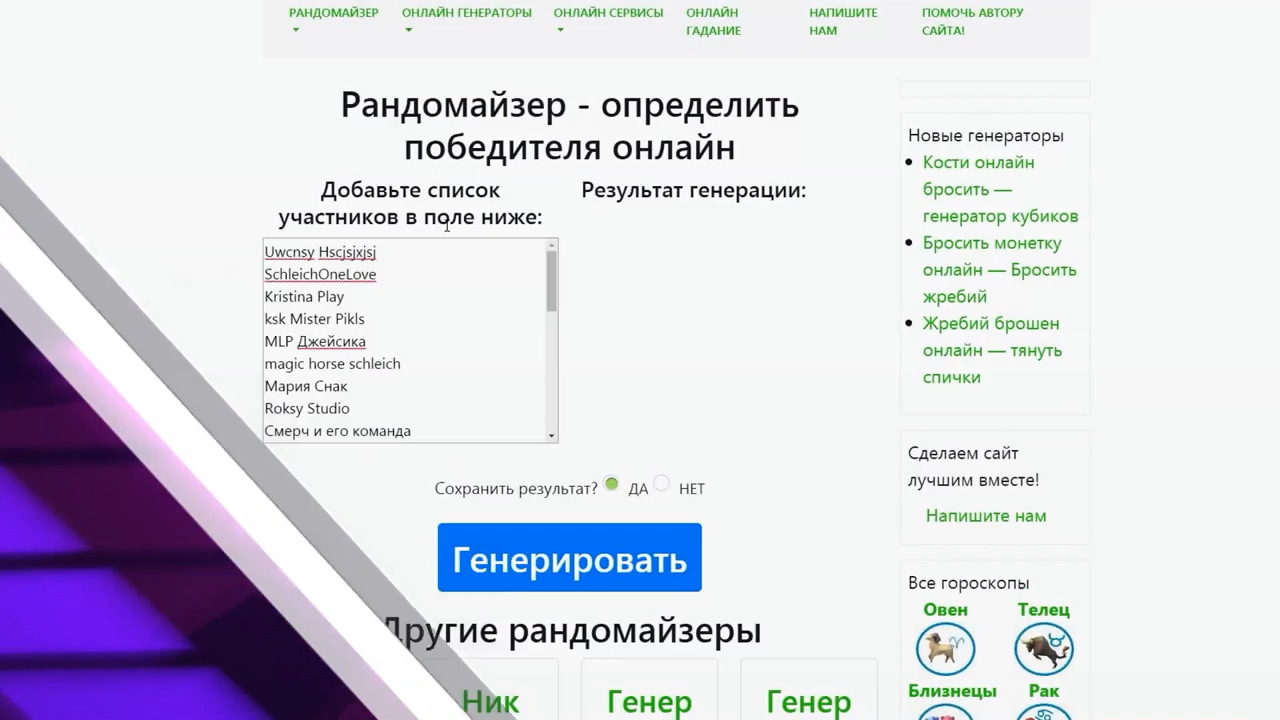 РАНДОМАЙЗЕР
ОНЛАЙН ГЕНЕРАТОРЫ
ОНЛАЙН СЕРВИСЫ
ОНЛАЙН
ГАДАНИЕ
НАПИШИТЕ
НАМ
ПОМОЧЬ АВТОРУ
САЙТА!
Рандомайзер - определить
победителя онлайн
Добавьте список
участников в поле ниже:
Результат генерации:
Uwcnsy Hscjsjxjsj
SchleichOneLove
Kristina Play
ksk Mister Pikls
MLP Джейсика
magic horse schleich
Мария Снак
Roksy Studio
Смерч и его команда
Сохранить результат? ДА НЕТ
Генерировать
Другие рандомайзеры
Ник
Генер
Генер
Новые генераторы
Кости онлайн
бросить —
генератор кубиков
Бросить монетку
онлайн — Бросить
жребий
Жребий брошен
онлайн — тянуть
спички
Сделаем сайт
лучшим вместе!
Напишите нам
Все гороскопы
Овен Телец
Близнецы Рак